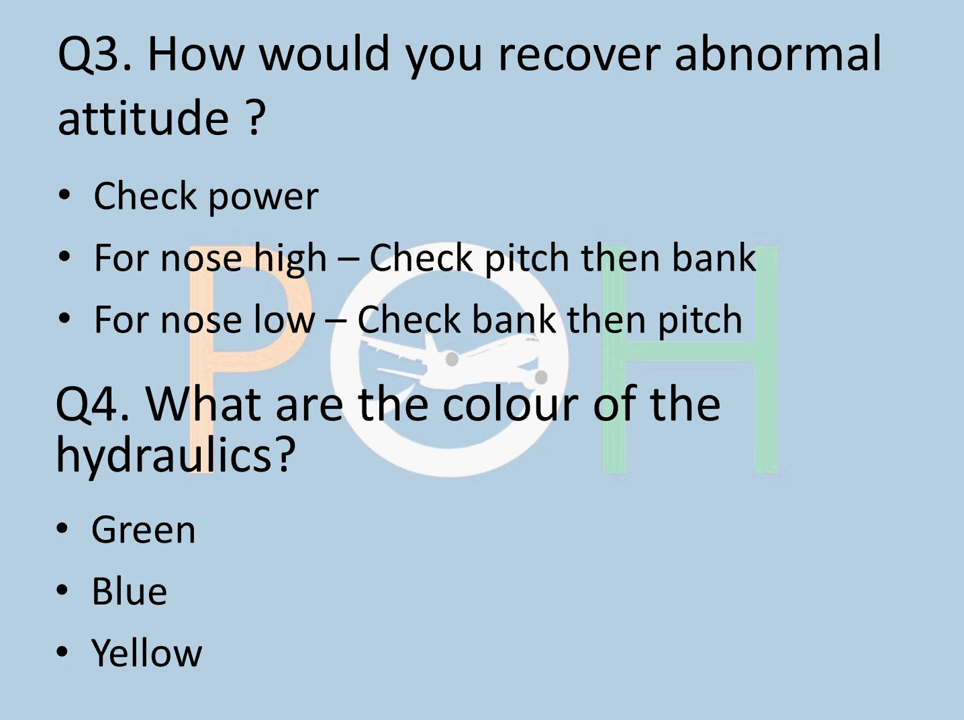 Q3. How would you recover abnormal
attitude ?
• Check power
• For nose high – Check pitch then bank
• For nose low – Check bank then pitch
Q4. What are the colour of the
hydraulics?
• Green
• Blue
• Yellow
POH